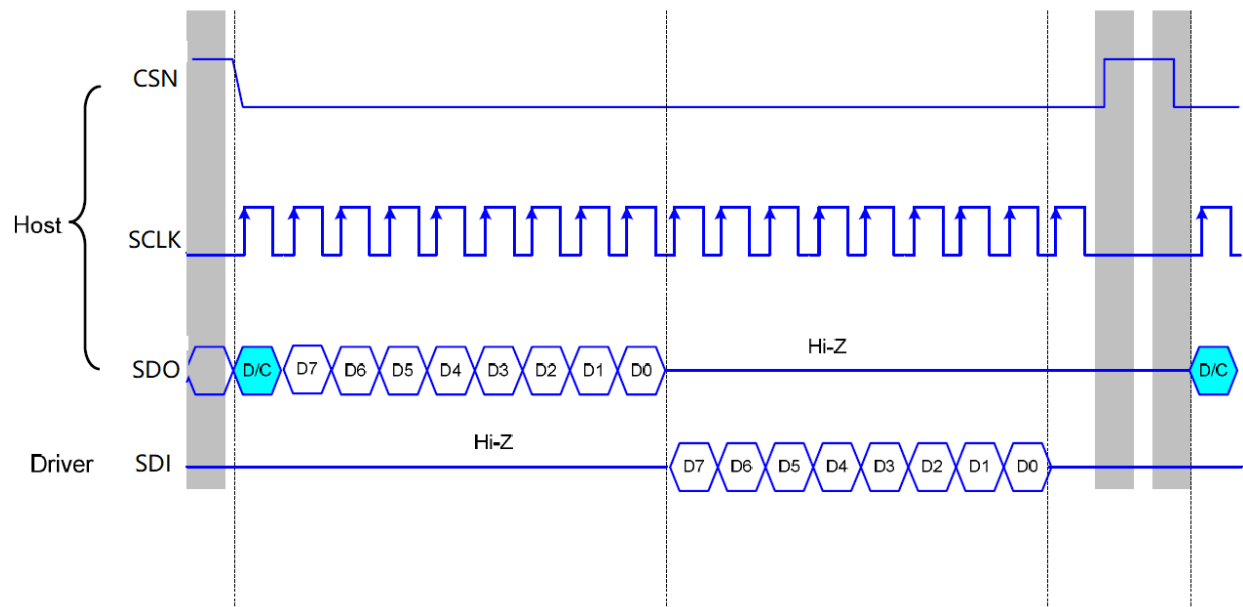 CSN
Host
SCLK
SDO D/C D7 D6 D5 D4 D3 D2 D1 D0 Hi-Z D/C
Driver SDI Hi-Z D7 D6 D5 D4 D3 D2 D1 D0